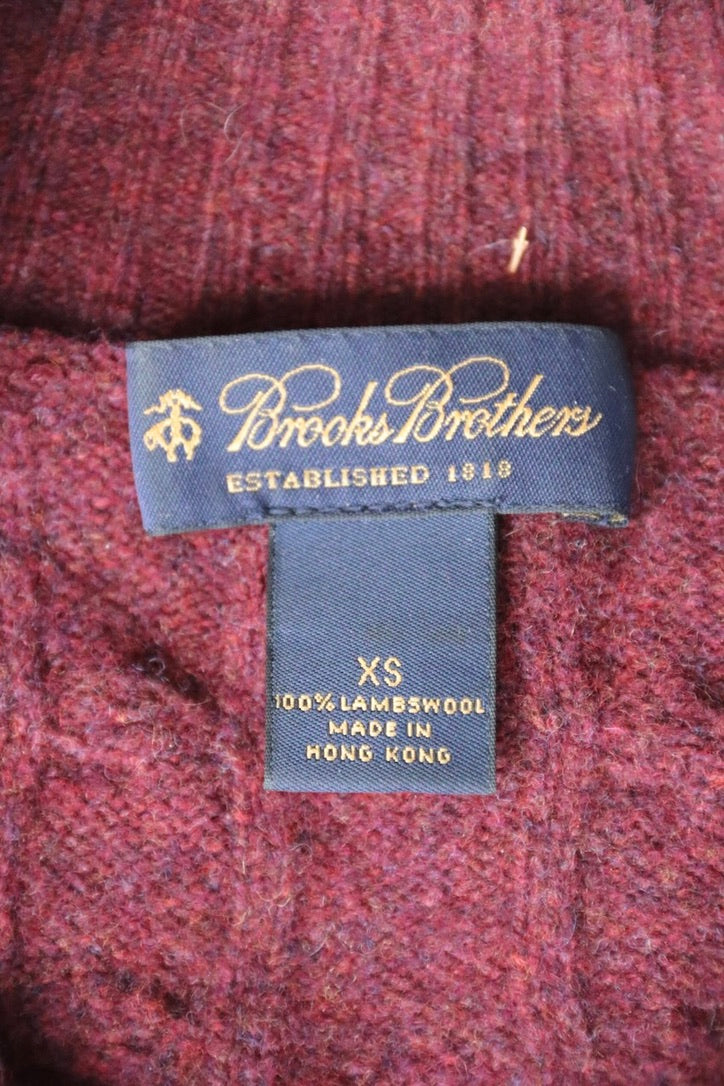 Brooks Brothers
ESTABLISHED 1818
XS
100% LAMBSWOOL
MADE IN
HONG KONG